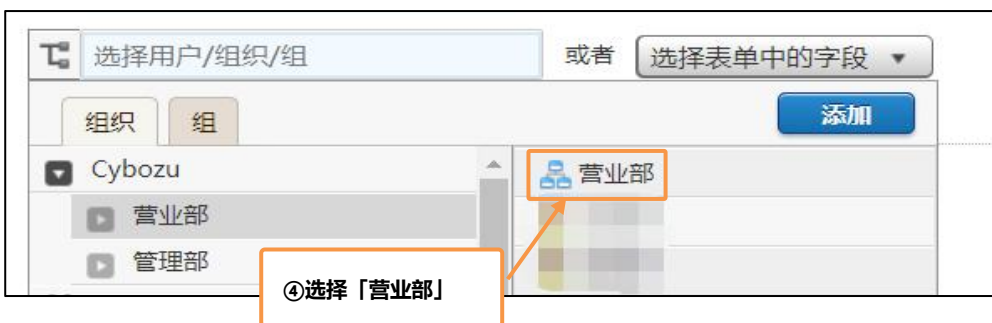 选择用户/组织/组 或者 选择表单中的字段
组织 组 添加
Cybozu 营业部
营业部
管理部
④选择「营业部」